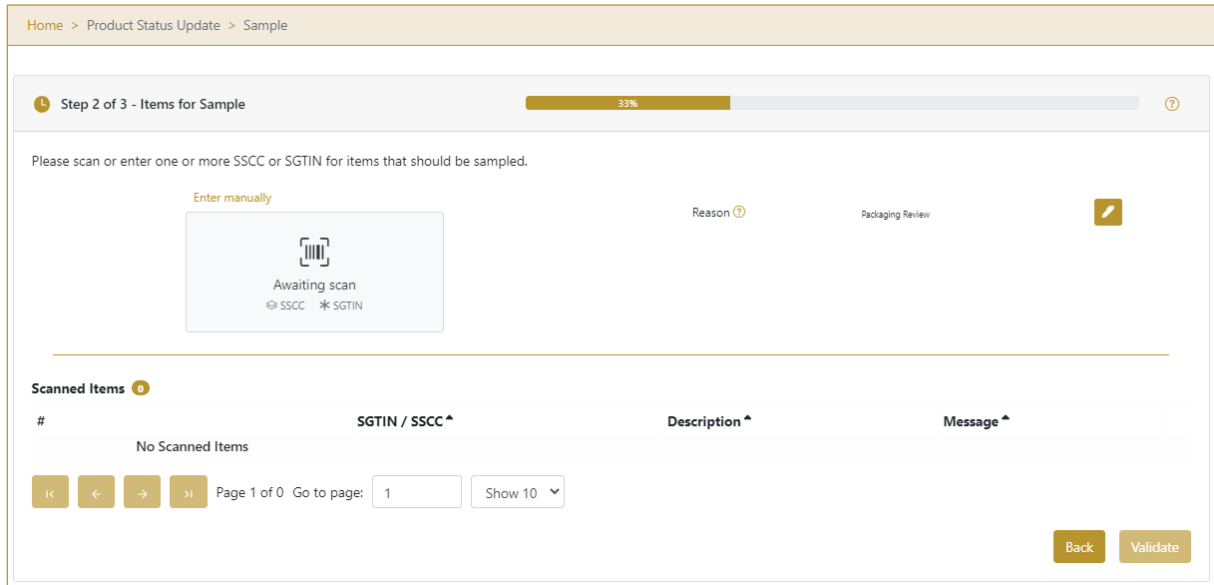 Home > Product Status Update > Sample
Step 2 of 3 - Items for Sample 33%
Please scan or enter one or more SSCC or SGTIN for items that should be sampled.
Enter manually
Reason Packaging Review
Awaiting scan
SSCC SGTIN
Scanned Items 0
# SGTIN / SSCC Description Message
No Scanned Items
Page 1 of 0 Go to page: 1 Show 10
Back Validate